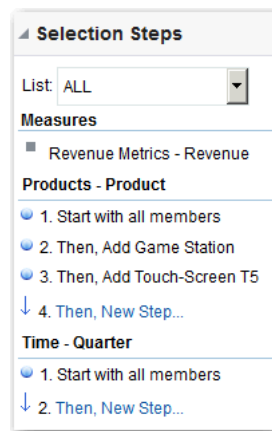 Selection Steps
List: ALL
Measures
Revenue Metrics - Revenue
Products - Product
1. Start with all members
2. Then, Add Game Station
3. Then, Add Touch-Screen T5
4. Then, New Step...
Time - Quarter
1. Start with all members
2. Then, New Step...